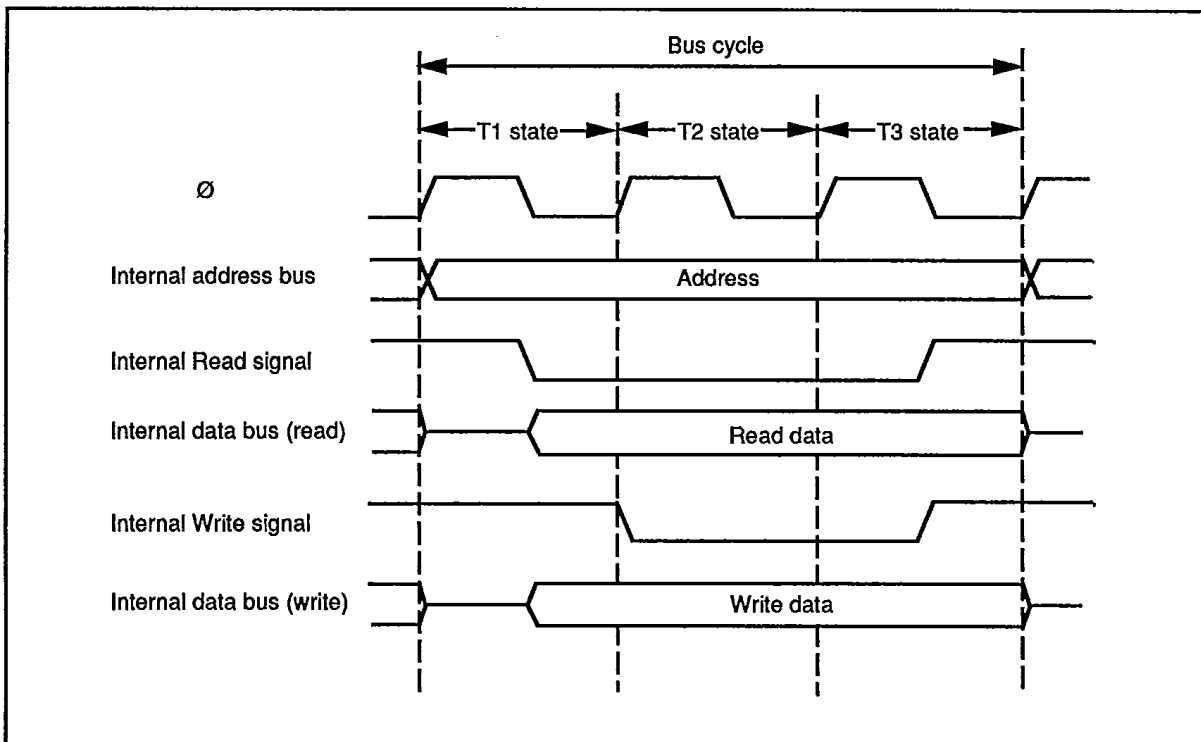 Bus cycle
T1 state
T2 state
T3 state
Ø
Internal address bus
Address
Internal Read signal
Internal data bus (read)
Read data
Internal Write signal
Internal data bus (write)
Write data